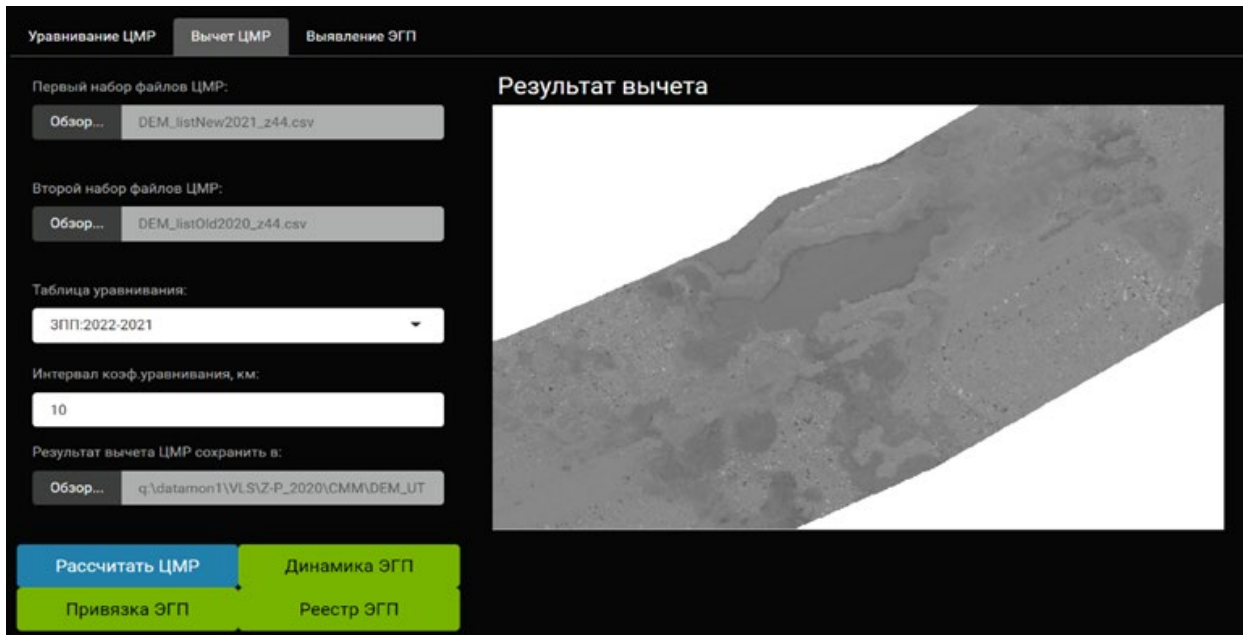 Уравнивание ЦМР
Вычет ЦМР
Выявление ЭГП
Первый набор файлов ЦМР:
Обзор...
DEM_listNew2021_z44.csv
Второй набор файлов ЦМР:
Обзор...
DEM_listOld2020_z44.csv
Таблица уравнивания:
ЗПП:2022-2021
Интервал коэф.уравнивания, км:
10
Результат вычета ЦМР сохранить в:
Обзор...
q:\datamon1\VLS\Z-P_2020\CMM\DEM_UT
Рассчитать ЦМР
Динамика ЭГП
Привязка ЭГП
Реестр ЭГП
Результат вычета